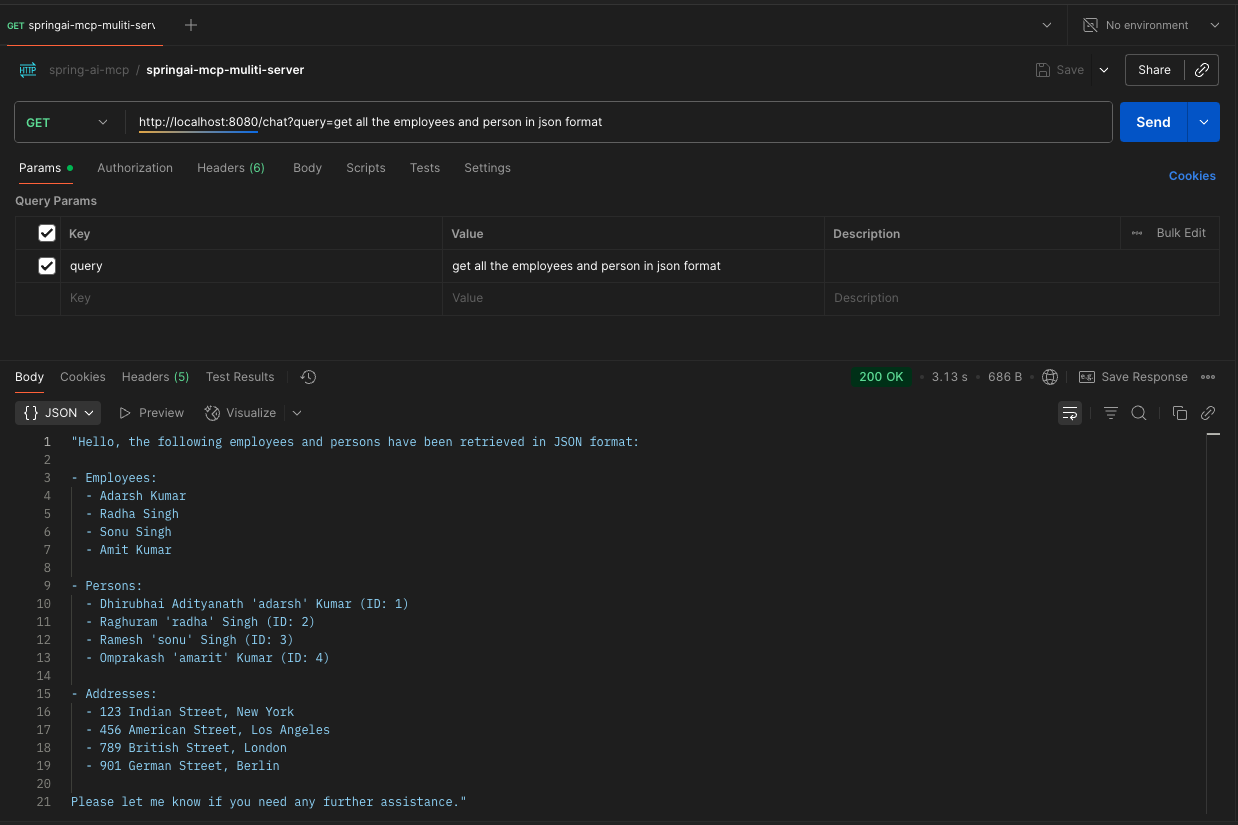 GET springai-mcp-muliti-serv
No environment
HTTP spring-ai-mcp / springai-mcp-muliti-server
Save
Share
GET
http://localhost:8080/chat?query=get all the employees and person in json format
Send
Params
Authorization
Headers (6)
Body
Scripts
Tests
Settings
Cookies
Query Params
Key
Value
Description
Bulk Edit
query
get all the employees and person in json format
Key
Value
Description
Body
Cookies
Headers (5)
Test Results
200 OK
3.13 s
686 B
e.g.
Save Response
{} JSON
Preview
Visualize
1 "Hello, the following employees and persons have been retrieved in JSON format:
2
3 - Employees:
4 - Adarsh Kumar
5 - Radha Singh
6 - Sonu Singh
7 - Amit Kumar
8
9 - Persons:
10 - Dhirubhai Adityanath 'adarsh' Kumar (ID: 1)
11 - Raghuram 'radha' Singh (ID: 2)
12 - Ramesh 'sonu' Singh (ID: 3)
13 - Omprakash 'amarit' Kumar (ID: 4)
14
15 - Addresses:
16 - 123 Indian Street, New York
17 - 456 American Street, Los Angeles
18 - 789 British Street, London
19 - 901 German Street, Berlin
20
21 Please let me know if you need any further assistance."